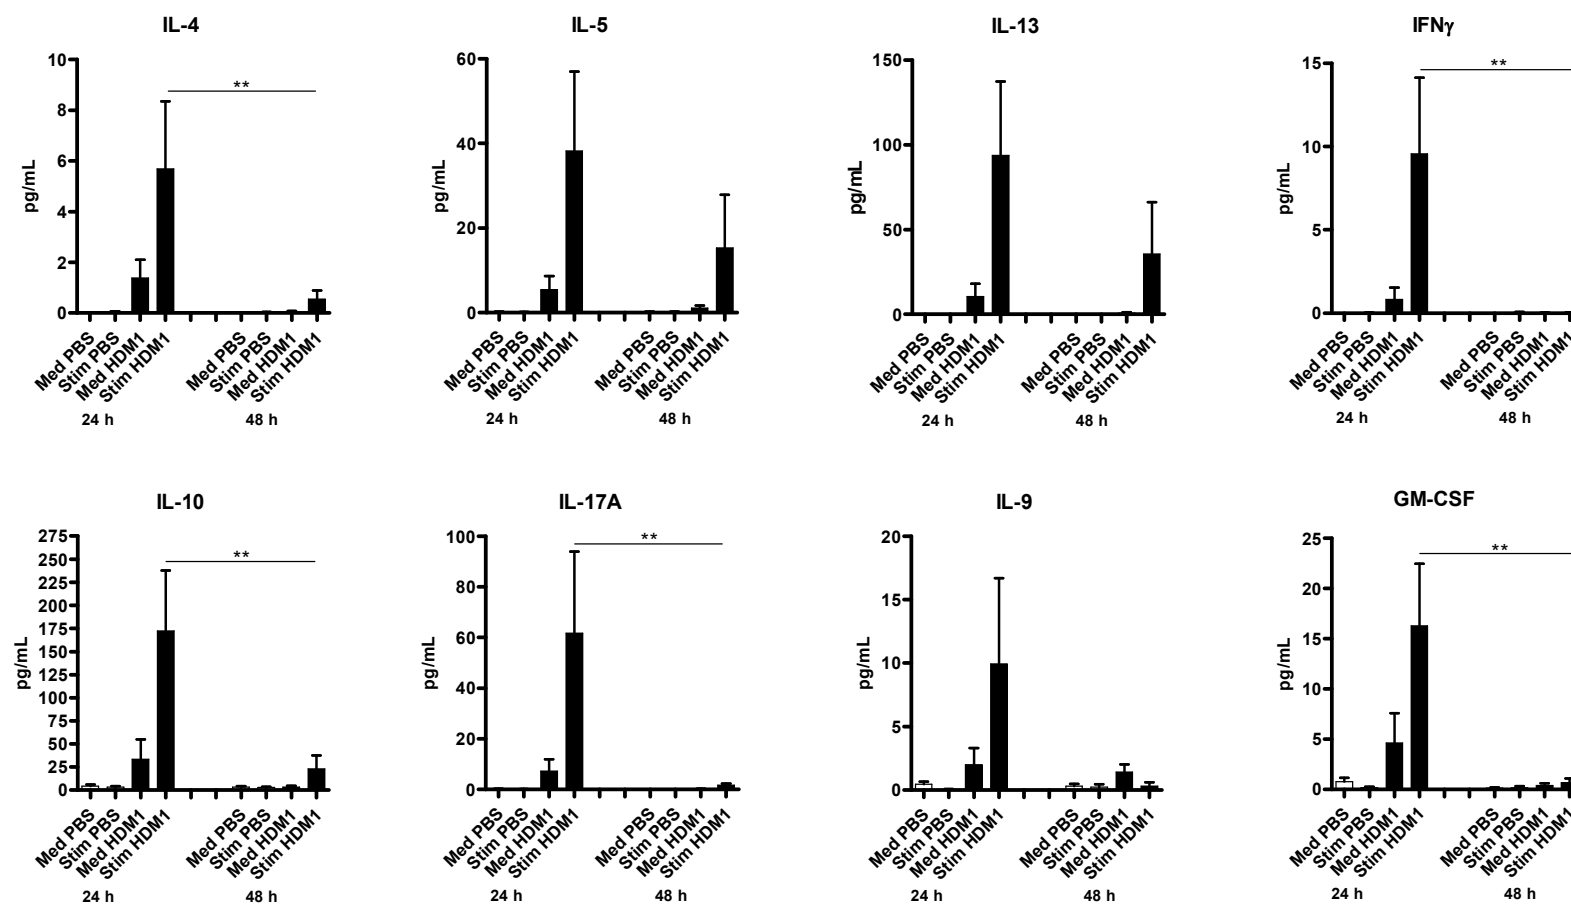 IL-4
10
8
6
4
2
0
pg/mL
**
Med PBS
Stim PBS
Med HDM1
Stim HDM1
Med PBS
Stim PBS
Med HDM1
Stim HDM1
24 h
48 h
IL-5
60
40
20
0
pg/mL
Med PBS
Stim PBS
Med HDM1
Stim HDM1
Med PBS
Stim PBS
Med HDM1
Stim HDM1
24 h
48 h
IL-13
150
100
50
0
pg/mL
Med PBS
Stim PBS
Med HDM1
Stim HDM1
Med PBS
Stim PBS
Med HDM1
Stim HDM1
24 h
48 h
IFNγ
15
10
5
0
pg/mL
**
Med PBS
Stim PBS
Med HDM1
Stim HDM1
Med PBS
Stim PBS
Med HDM1
Stim HDM1
24 h
48 h
IL-10
275
250
225
200
175
150
125
100
75
50
25
0
pg/mL
**
Med PBS
Stim PBS
Med HDM1
Stim HDM1
Med PBS
Stim PBS
Med HDM1
Stim HDM1
24 h
48 h
IL-17A
100
80
60
40
20
0
pg/mL
**
Med PBS
Stim PBS
Med HDM1
Stim HDM1
Med PBS
Stim PBS
Med HDM1
Stim HDM1
24 h
48 h
IL-9
20
15
10
5
0
pg/mL
Med PBS
Stim PBS
Med HDM1
Stim HDM1
Med PBS
Stim PBS
Med HDM1
Stim HDM1
24 h
48 h
GM-CSF
25
20
15
10
5
0
pg/mL
**
Med PBS
Stim PBS
Med HDM1
Stim HDM1
Med PBS
Stim PBS
Med HDM1
Stim HDM1
24 h
48 h